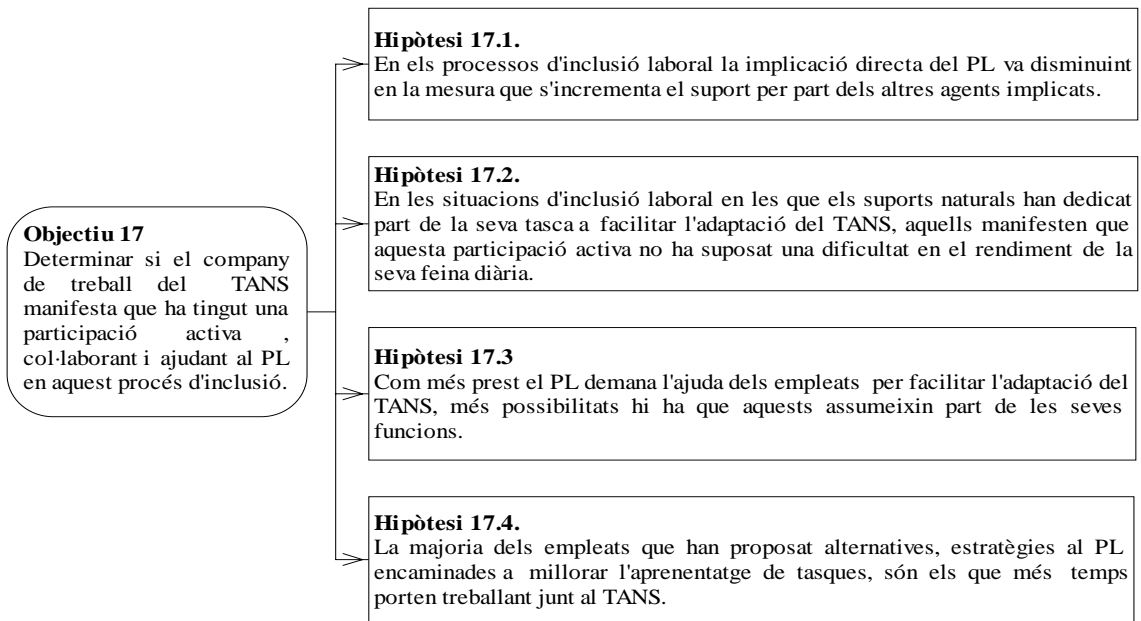 Objectiu 17
Determinar si el company
de treball del TANS
manifesta que ha tingut una
participació activa ,
col·laborant i ajudant al PL
en aquest procés d'inclusió.
Hipòtesi 17.1.
En els processos d'inclusió laboral la implicació directa del PL va disminuint
en la mesura que s'incrementa el suport per part dels altres agents implicats.
Hipòtesi 17.2.
En les situacions d'inclusió laboral en les que els suports naturals han dedicat
part de la seva tasca a facilitar l'adaptació del TANS, aquells manifesten que
aquesta participació activa no ha suposat una dificultat en el rendiment de la
seva feina diària.
Hipòtesi 17.3
Com més prest el PL demana l'ajuda dels empleats per facilitar l'adaptació del
TANS, més possibilitats hi ha que aquests assumeixin part de les seves
funcions.
Hipòtesi 17.4.
La majoria dels empleats que han proposat alternatives, estratègies al PL
encaminades a millorar l'aprenentatge de tasques, són els que més temps
porten treballant junt al TANS.